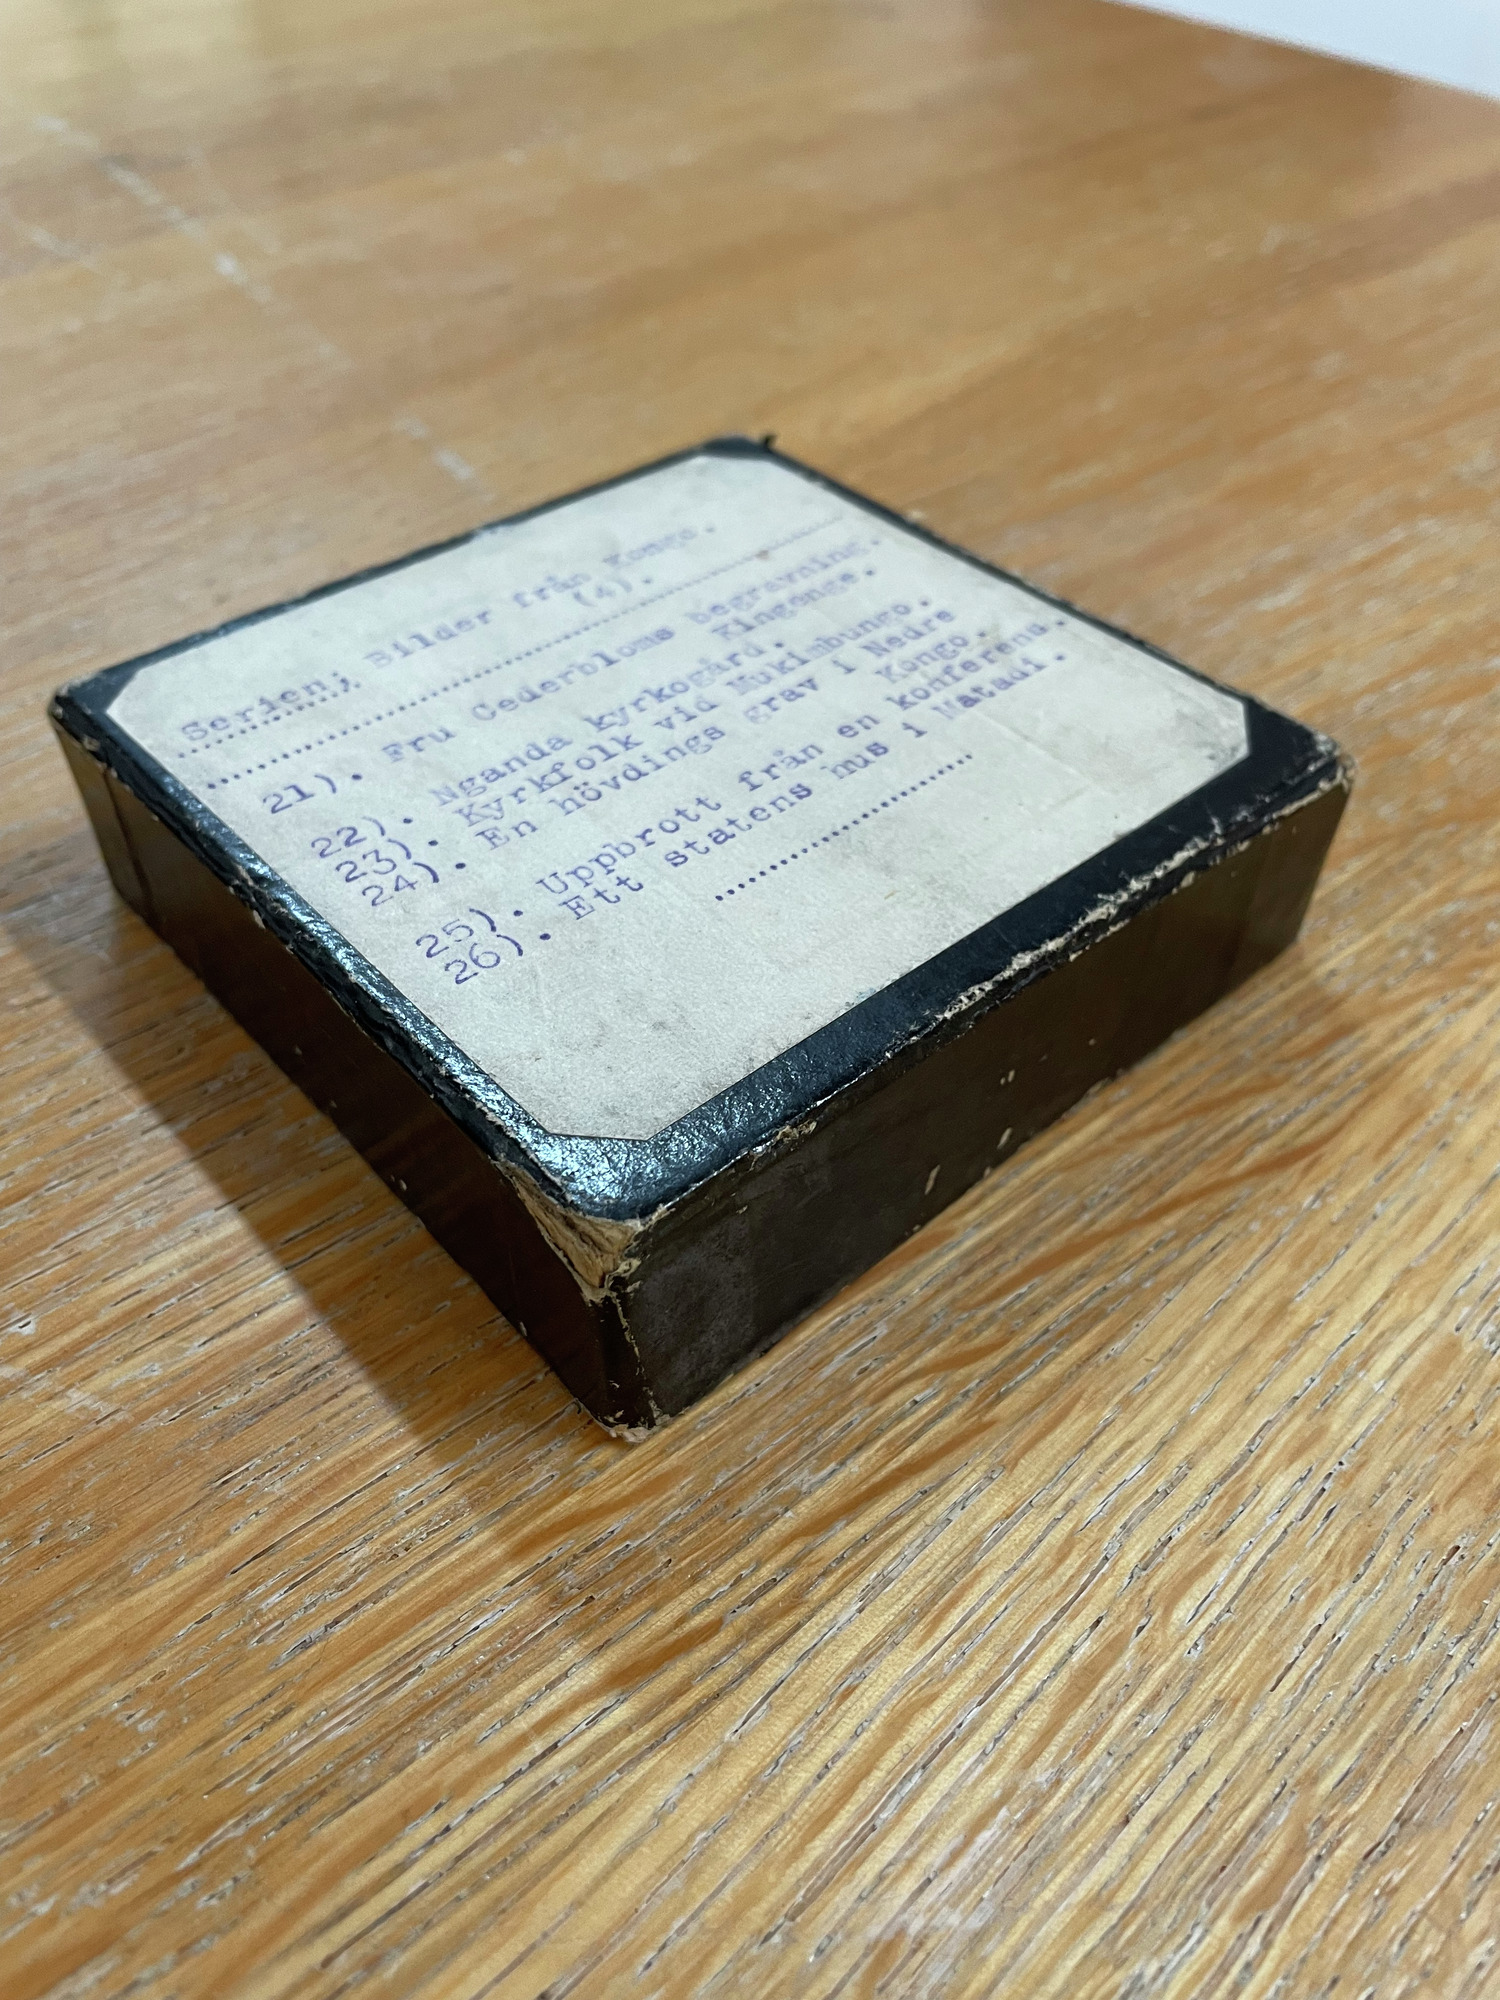 Serien; Bilder från Kongo.
(4).
21). Fru Cederbloms begravning.
Kingenge.
22). Nganda kyrkogård.
23). Kyrkfolk vid Mukimbungo.
24). En hövdings grav i Nedre
Kongo.
25). Uppbrott från en konferens.
26). Ett statens hus i Matadi.